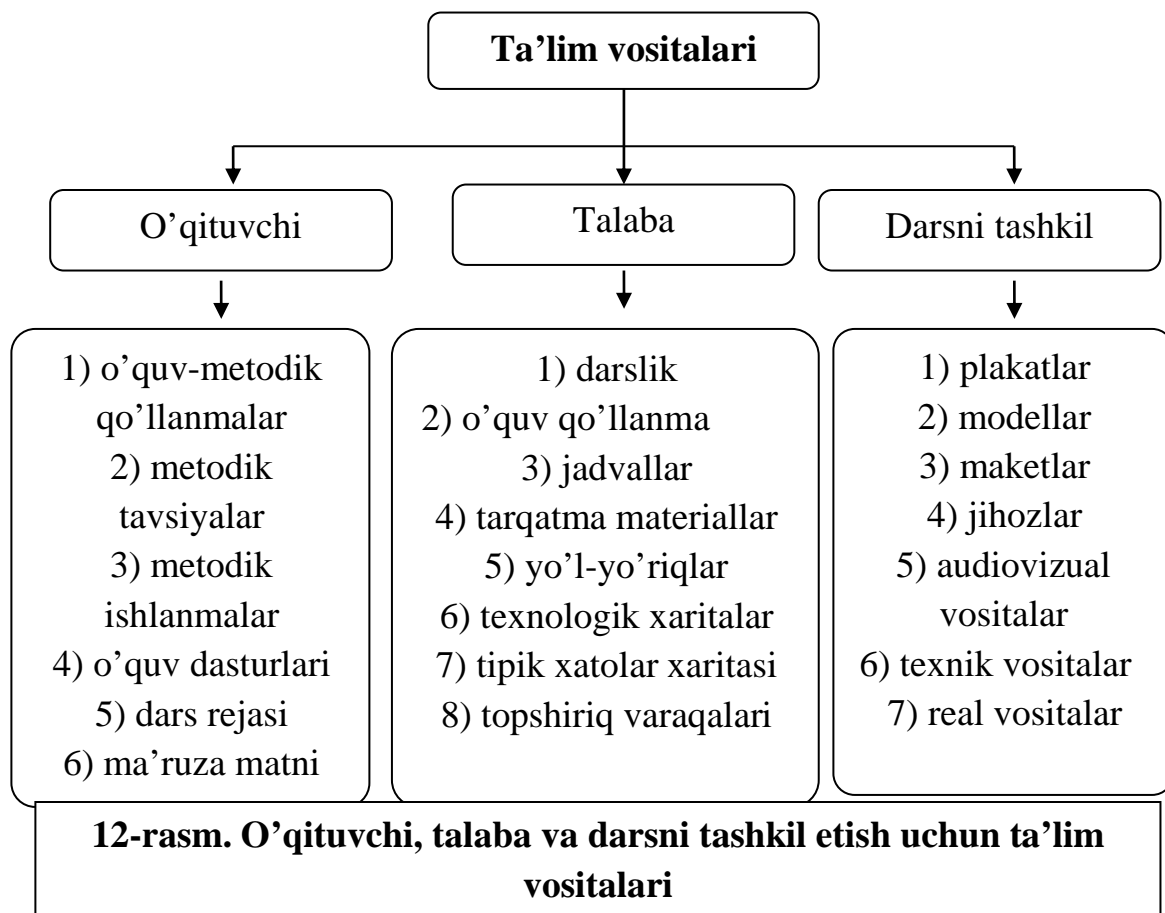 Ta’lim vositalari
O’qituvchi
Talaba
Darsni tashkil
1) o’quv-metodik
qo’llanmalar
2) metodik
tavsiyalar
3) metodik
ishlanmalar
4) o’quv dasturlari
5) dars rejasi
6) ma’ruza matni
1) darslik
2) o’quv qo’llanma
3) jadvallar
4) tarqatma materiallar
5) yo’l-yo’riqlar
6) texnologik xaritalar
7) tipik xatolar xaritasi
8) topshiriq varaqalari
1) plakatlar
2) modellar
3) maketlar
4) jihozlar
5) audiovizual
vositalar
6) texnik vositalar
7) real vositalar
12-rasm. O’qituvchi, talaba va darsni tashkil etish uchun ta’lim
vositalari